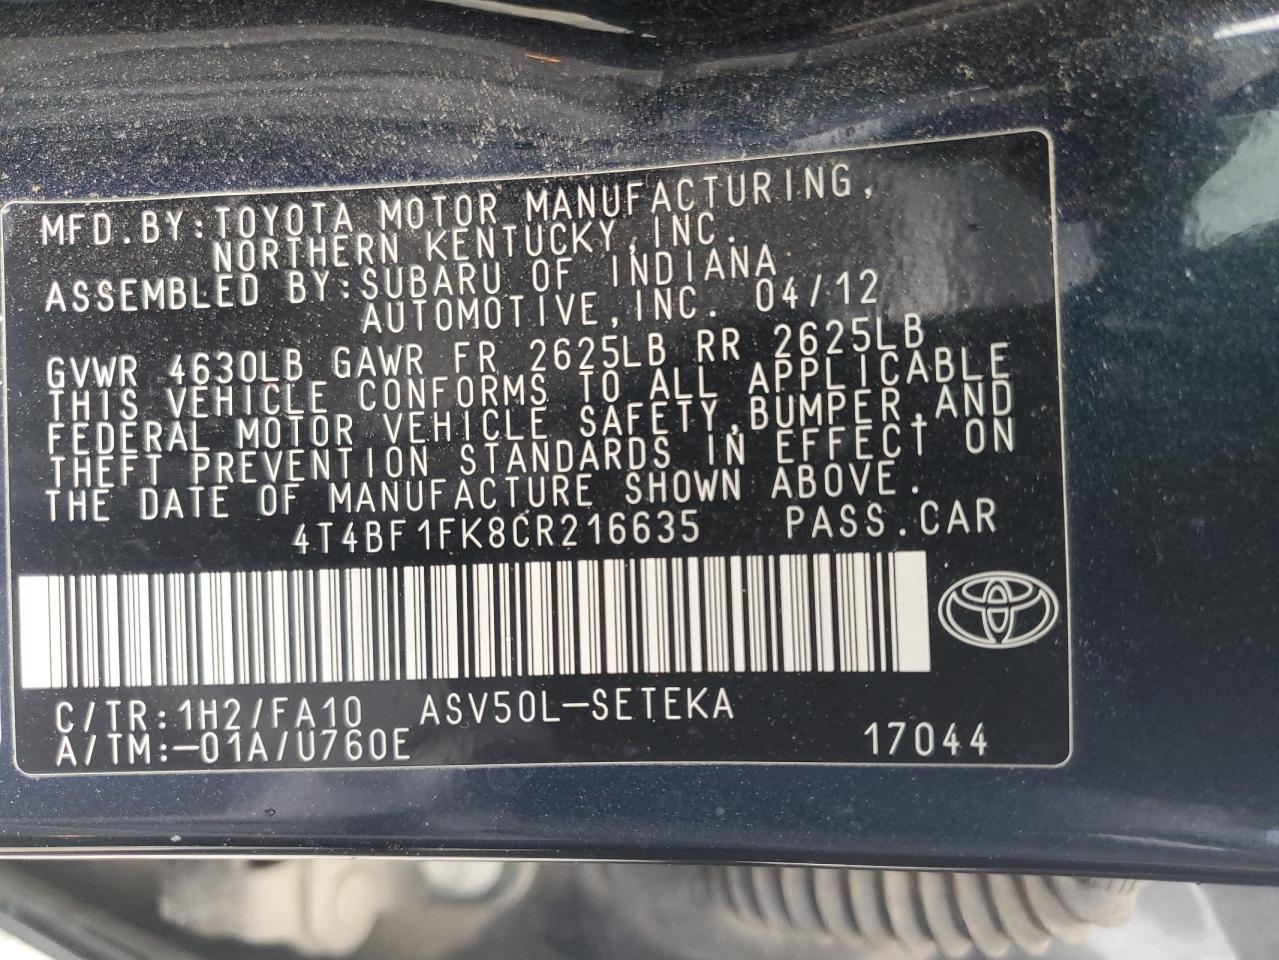 MFD.BY:TOYOTA MOTOR MANUFACTURING,
NORTHERN KENTUCKY,INC.
ASSEMBLED BY:SUBARU OF INDIANA
AUTOMOTIVE,INC. 04/12
GVWR 4630LB GAWR FR 2625LB RR 2625LB
THIS VEHICLE CONFORMS TO ALL APPLICABLE
FEDERAL MOTOR VEHICLE SAFETY,BUMPER,AND
THEFT PREVENTION STANDARDS IN EFFECT ON
THE DATE OF MANUFACTURE SHOWN ABOVE.
4T4BF1FK8CR216635 PASS.CAR
C/TR:1H2/FA10 ASV50L-SETEKA
A/TM:-01A/U760E 17044